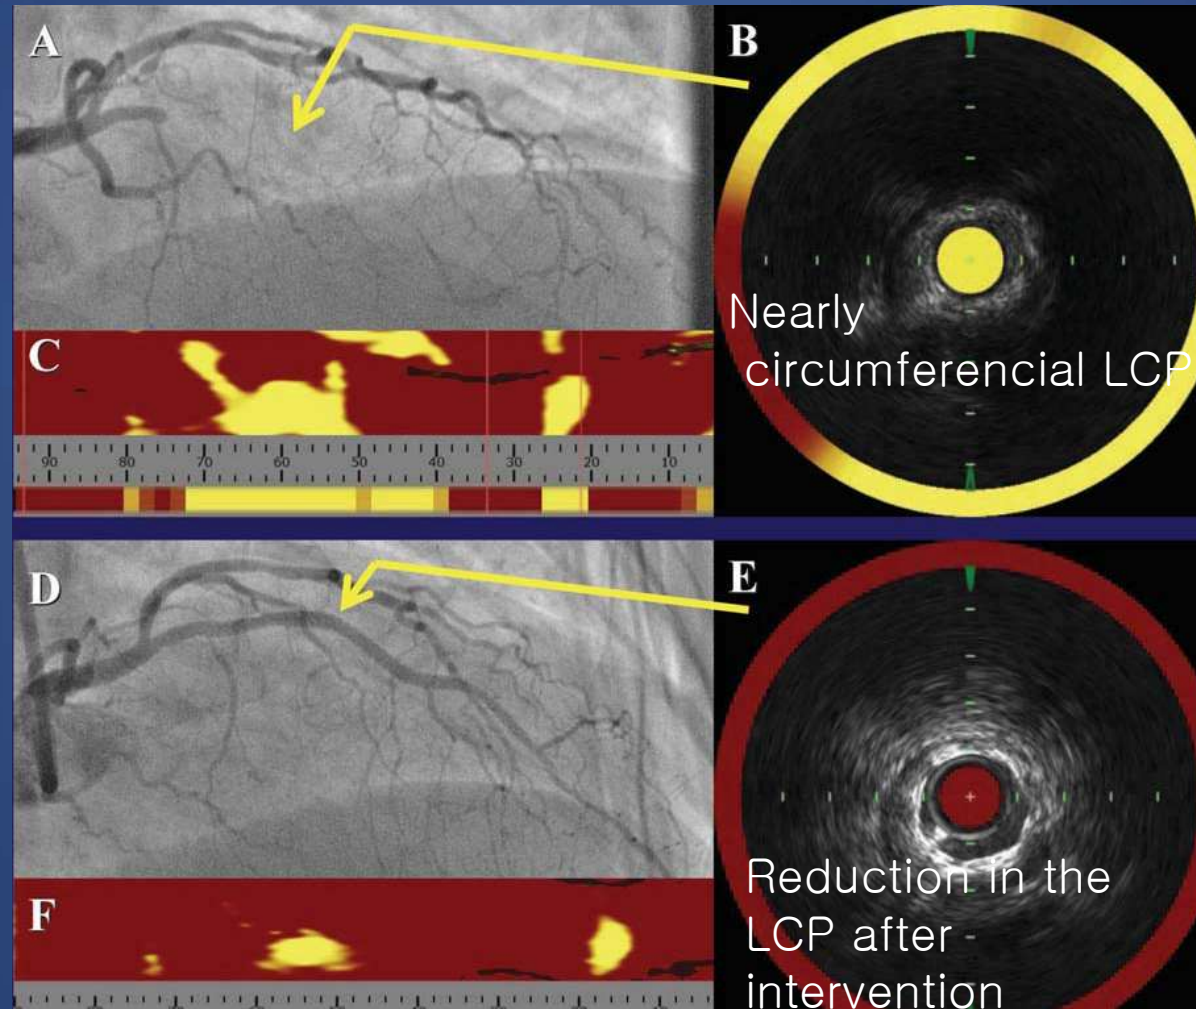 A
B
Nearly
circumferencial LCP
C
90 80 70 60 50 40 30 20 10
D
E
Reduction in the
LCP after
intervention
F